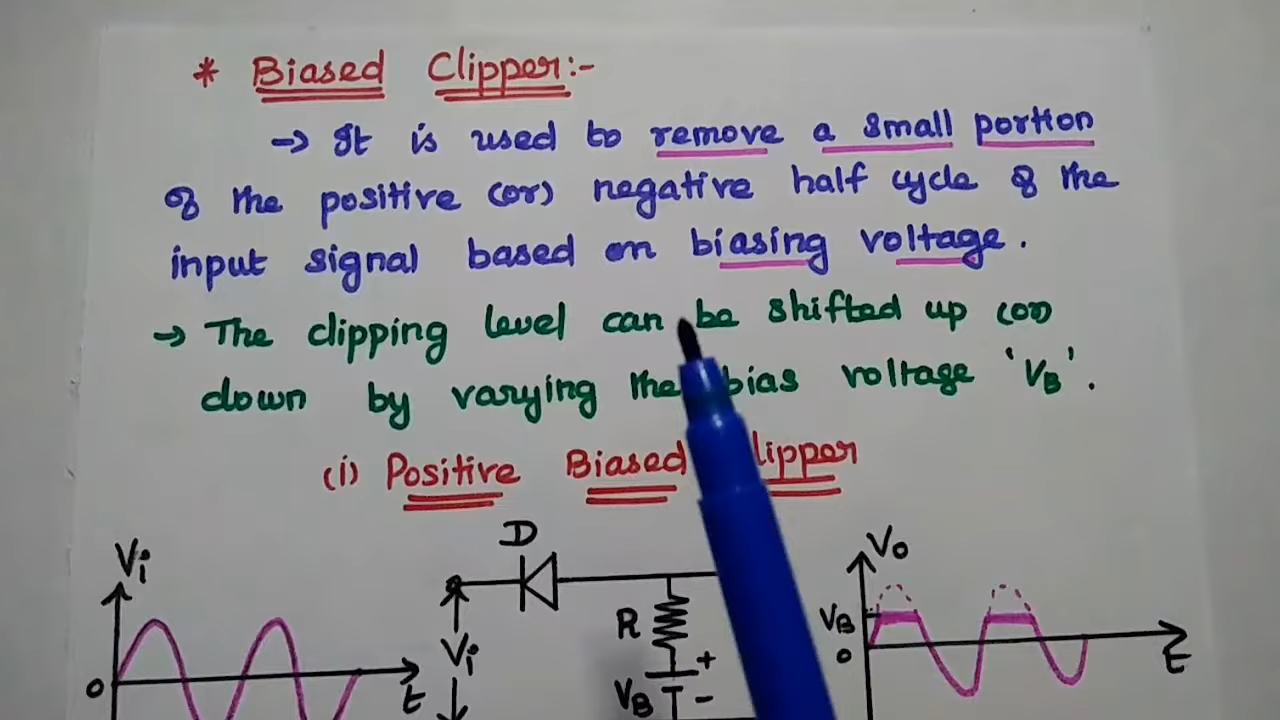 * Biased Clipper:-
→ It is used to remove a small portion
of the positive (or) negative half cycle of the
input signal based on biasing voltage.
→ The clipping level can be shifted up (or)
down by varying the bias voltage 'VB'.
(i) Positive Biased lipper
Vi
0
t
D
Vi
R
+
VB
-
Vo
VB
0
t